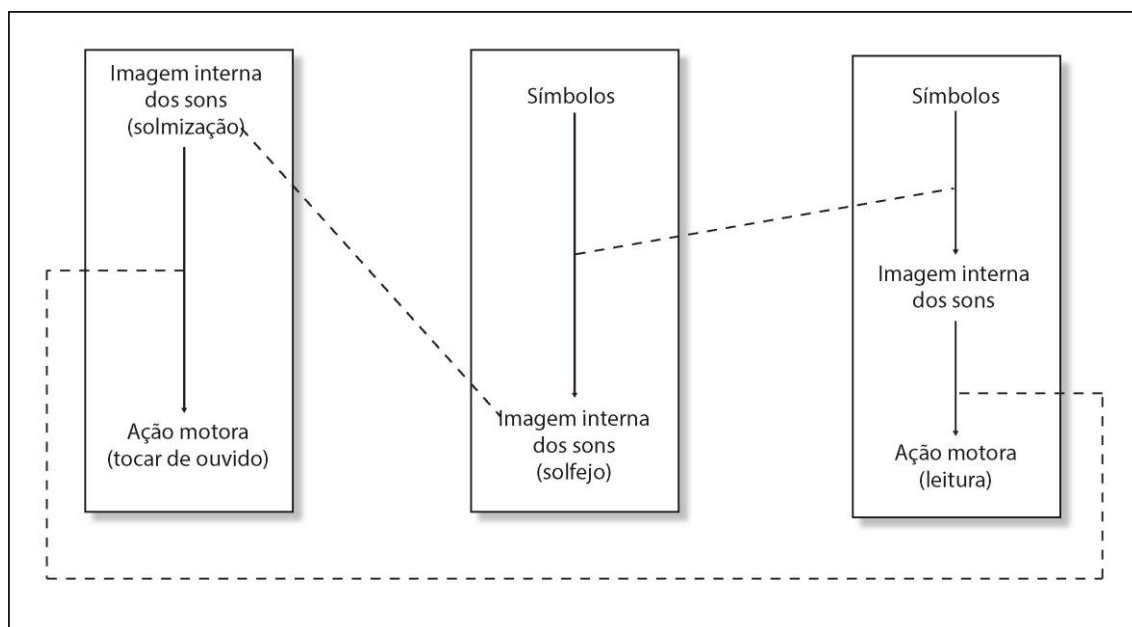 Imagem interna
dos sons
(solmização)
Ação motora
(tocar de ouvido)
Símbolos
Imagem interna
dos sons
(solfejo)
Símbolos
Imagem interna
dos sons
Ação motora
(leitura)